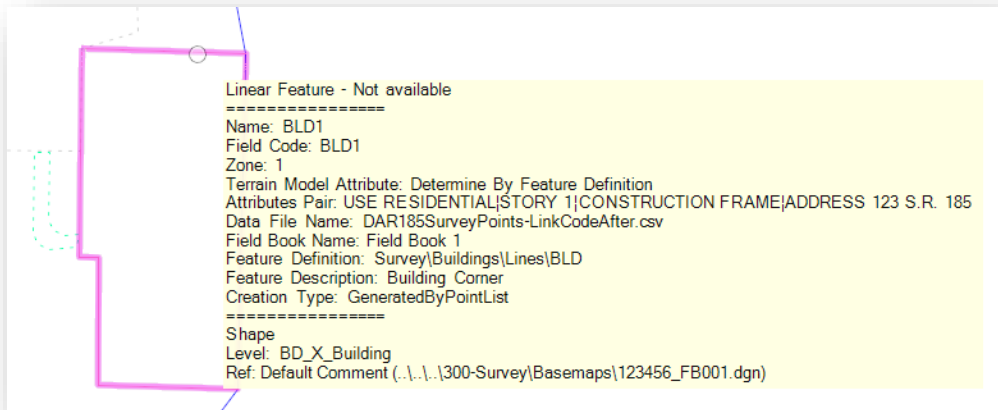 Linear Feature - Not available
================
Name: BLD1
Field Code: BLD1
Zone: 1
Terrain Model Attribute: Determine By Feature Definition
Attributes Pair: USE RESIDENTIAL¦STORY 1¦CONSTRUCTION FRAME¦ADDRESS 123 S.R. 185
Data File Name: DAR185SurveyPoints-LinkCodeAfter.csv
Field Book Name: Field Book 1
Feature Definition: Survey\Buildings\Lines\BLD
Feature Description: Building Corner
Creation Type: GeneratedByPointList
================
Shape
Level: BD_X_Building
Ref: Default Comment (..\..\..\300-Survey\Basemaps\123456_FB001.dgn)